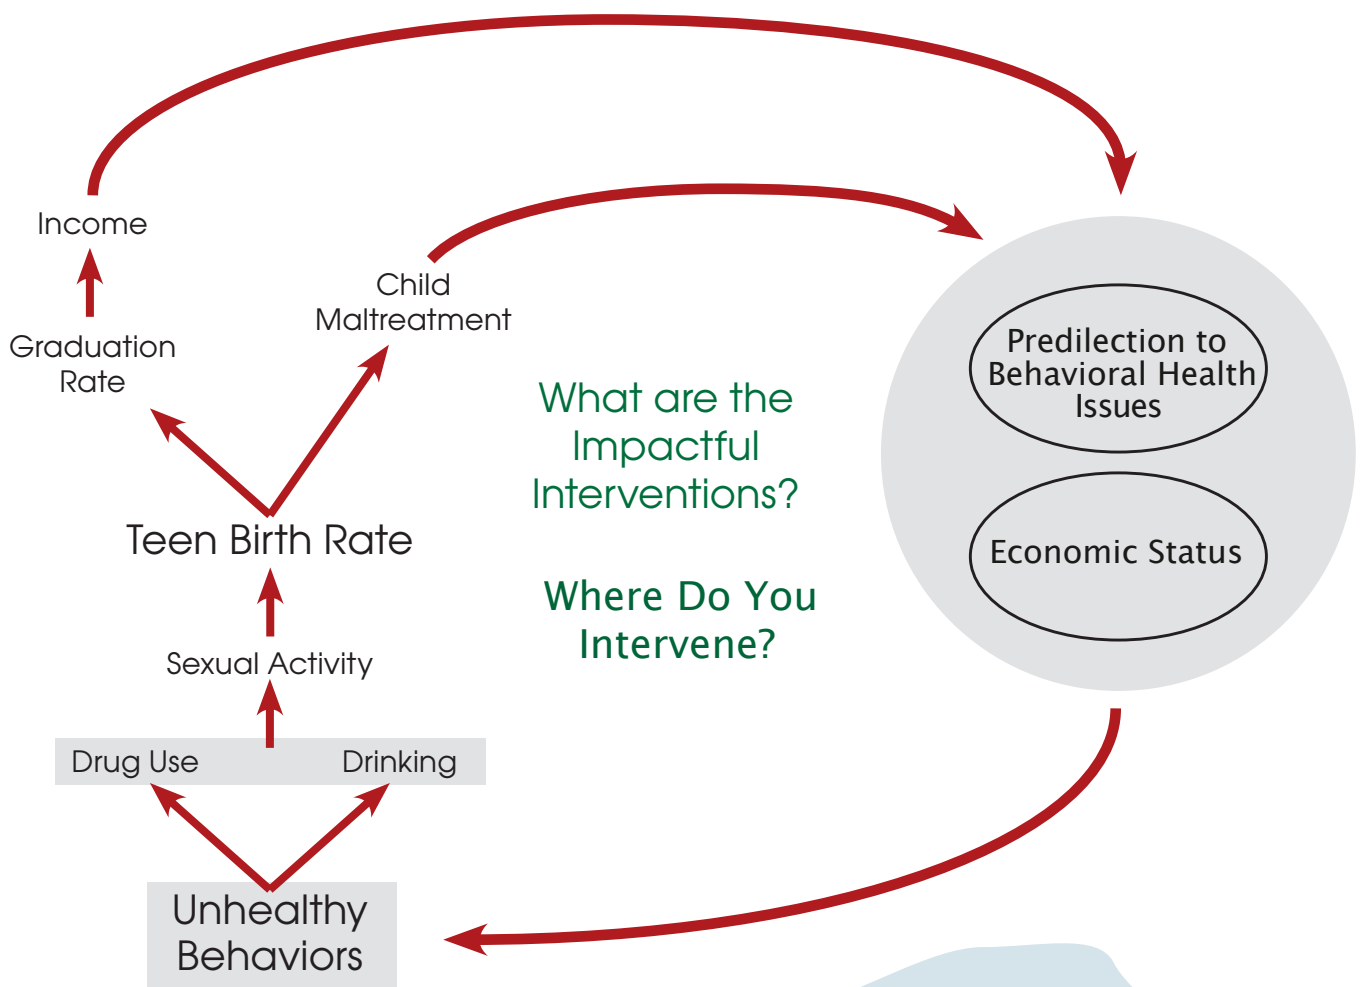 Income
Child
Maltreatment
Graduation
Rate
Predilection to
Behavioral Health
Issues
What are the
Impactful
Interventions?
Teen Birth Rate
Economic Status
Where Do You
Intervene?
Sexual Activity
Drug Use
Drinking
Unhealthy
Behaviors